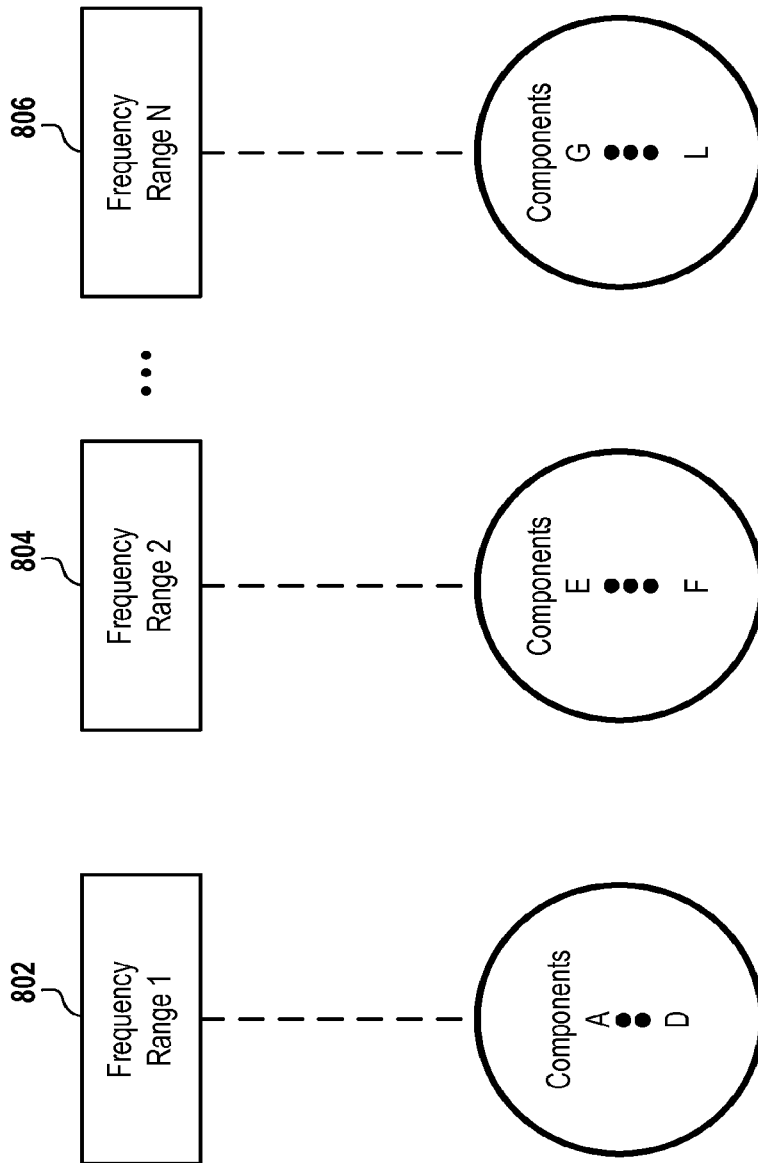 802
Frequency
Range 1
Components
A
D
804
Frequency
Range 2
Components
E
F
806
Frequency
Range N
Components
G
L